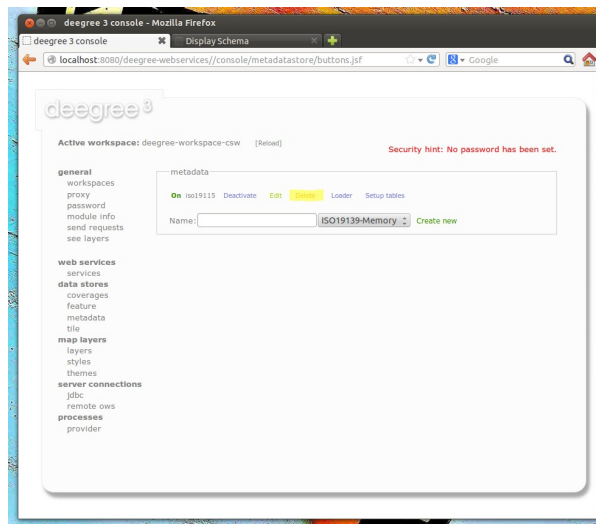 deegree 3 console - Mozilla Firefox
deegree 3 console Display Schema
localhost:8080/deegree-webservices//console/metadatastore/buttons.jsf Google
deegree 3
Active workspace: deegree-workspace-csw [Reload]
Security hint: No password has been set.
general
workspaces
proxy
password
module info
send requests
see layers
web services
services
data stores
coverages
feature
metadata
tile
map layers
layers
styles
themes
server connections
jdbc
remote ows
processes
provider
metadata
On iso19115 Deactivate Edit Delete Loader Setup tables
Name: ISO19139-Memory Create new